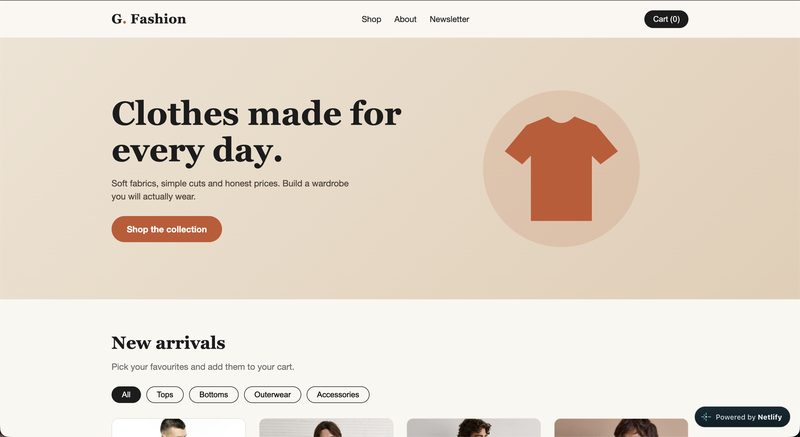 G. Fashion
Shop
About
Newsletter
Cart (0)
Clothes made for
every day.
Soft fabrics, simple cuts and honest prices. Build a wardrobe
you will actually wear.
Shop the collection
New arrivals
Pick your favourites and add them to your cart.
All
Tops
Bottoms
Outerwear
Accessories
Powered by Netlify